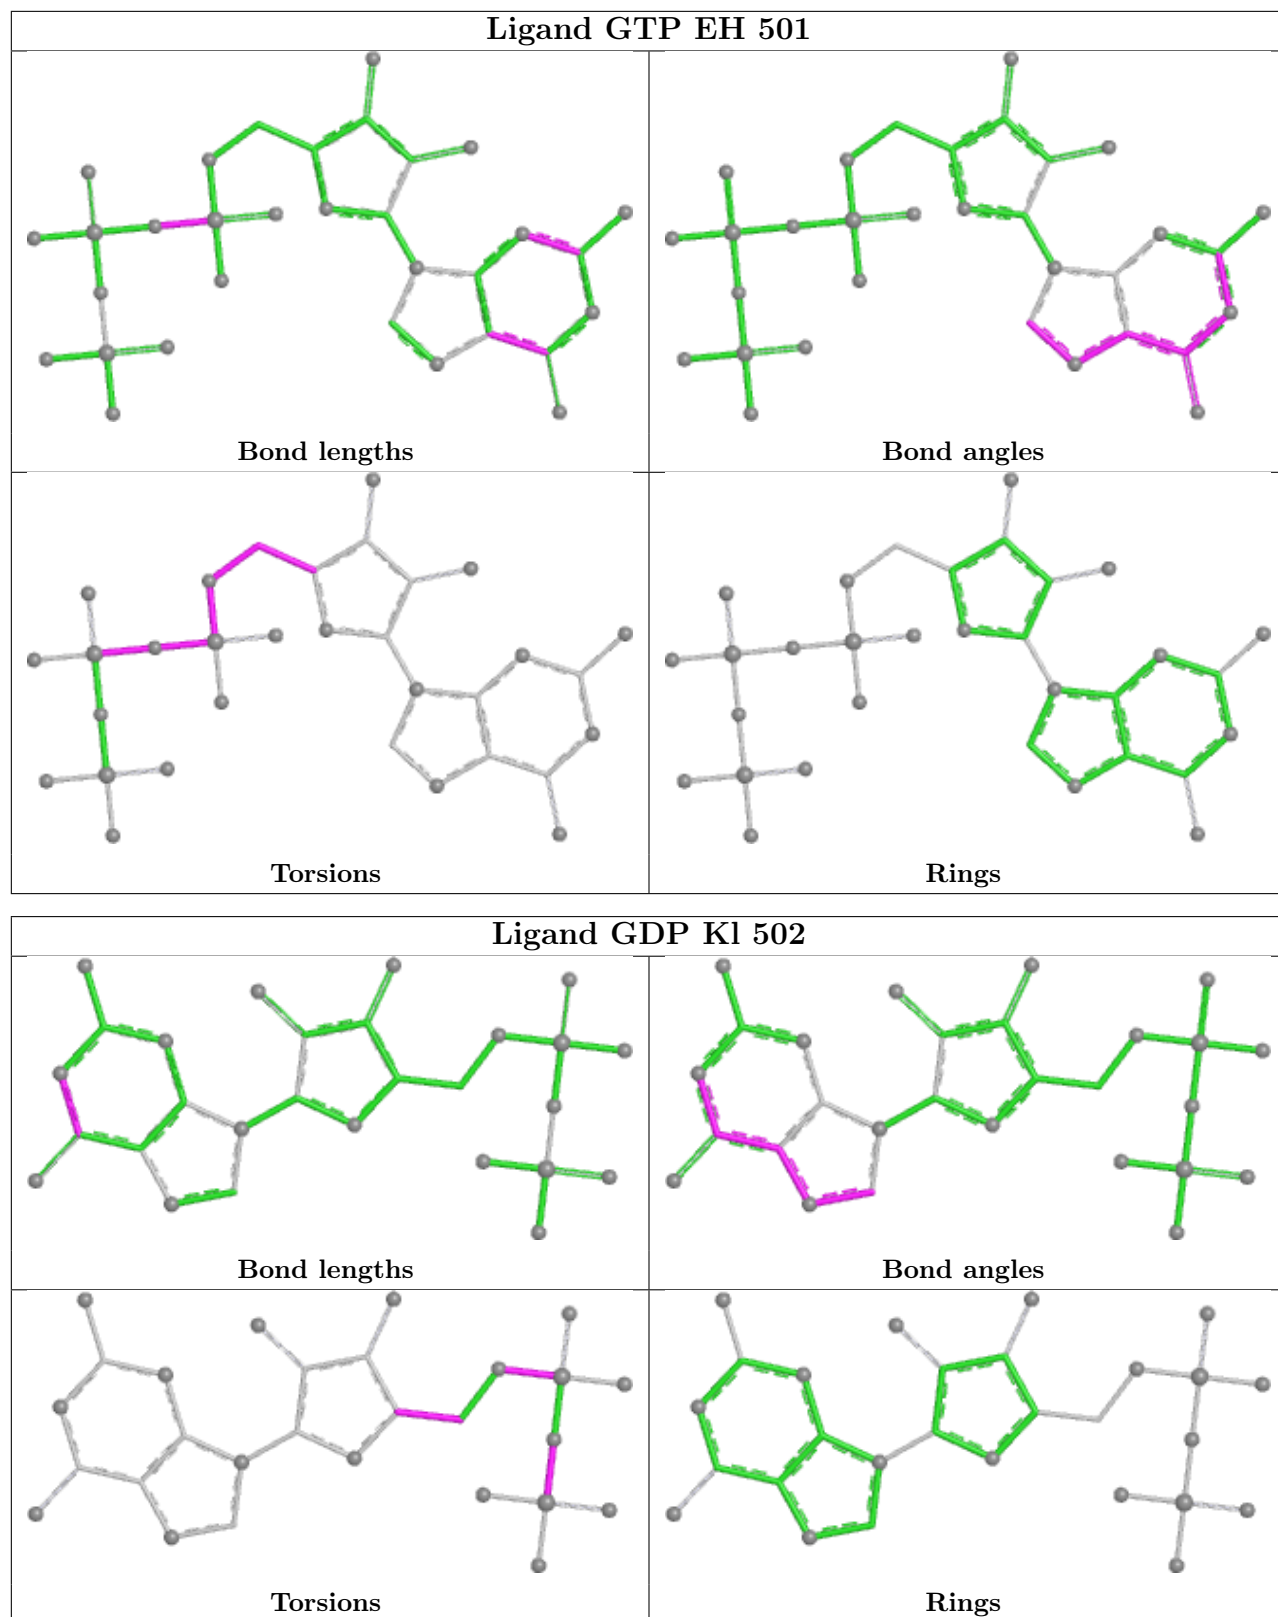 Ligand GTP EH 501
Bond lengths
Bond angles
Torsions
Rings
Ligand GDP Kl 502
Bond lengths
Bond angles
Torsions
Rings